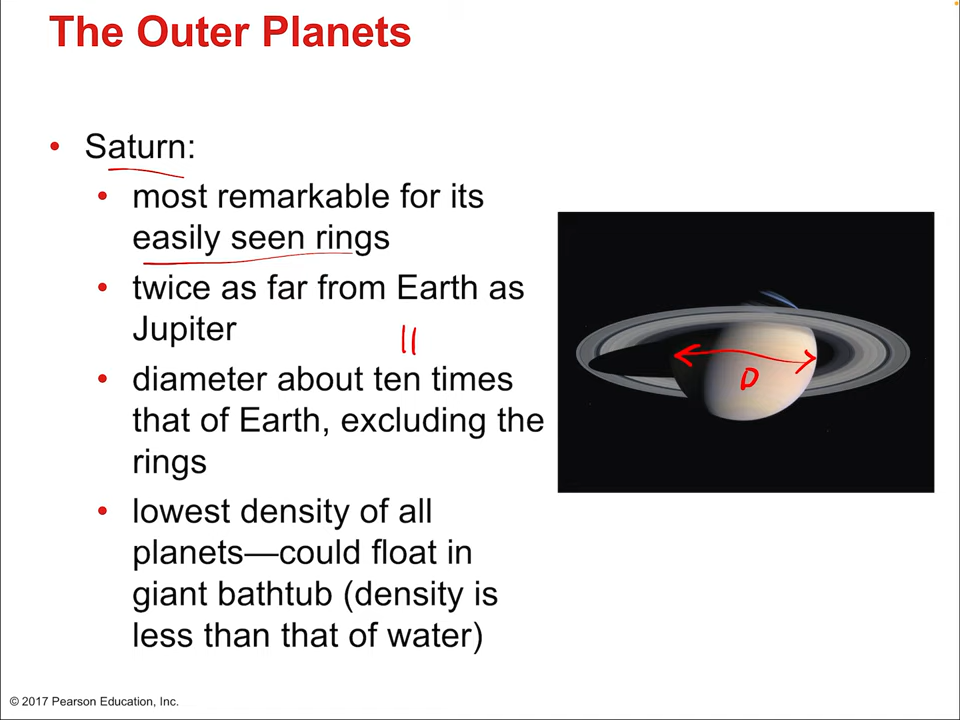 The Outer Planets
• Saturn:
• most remarkable for its
easily seen rings
• twice as far from Earth as
Jupiter
• diameter about ten times
that of Earth, excluding the
rings
• lowest density of all
planets—could float in
giant bathtub (density is
less than that of water)
D
© 2017 Pearson Education, Inc.